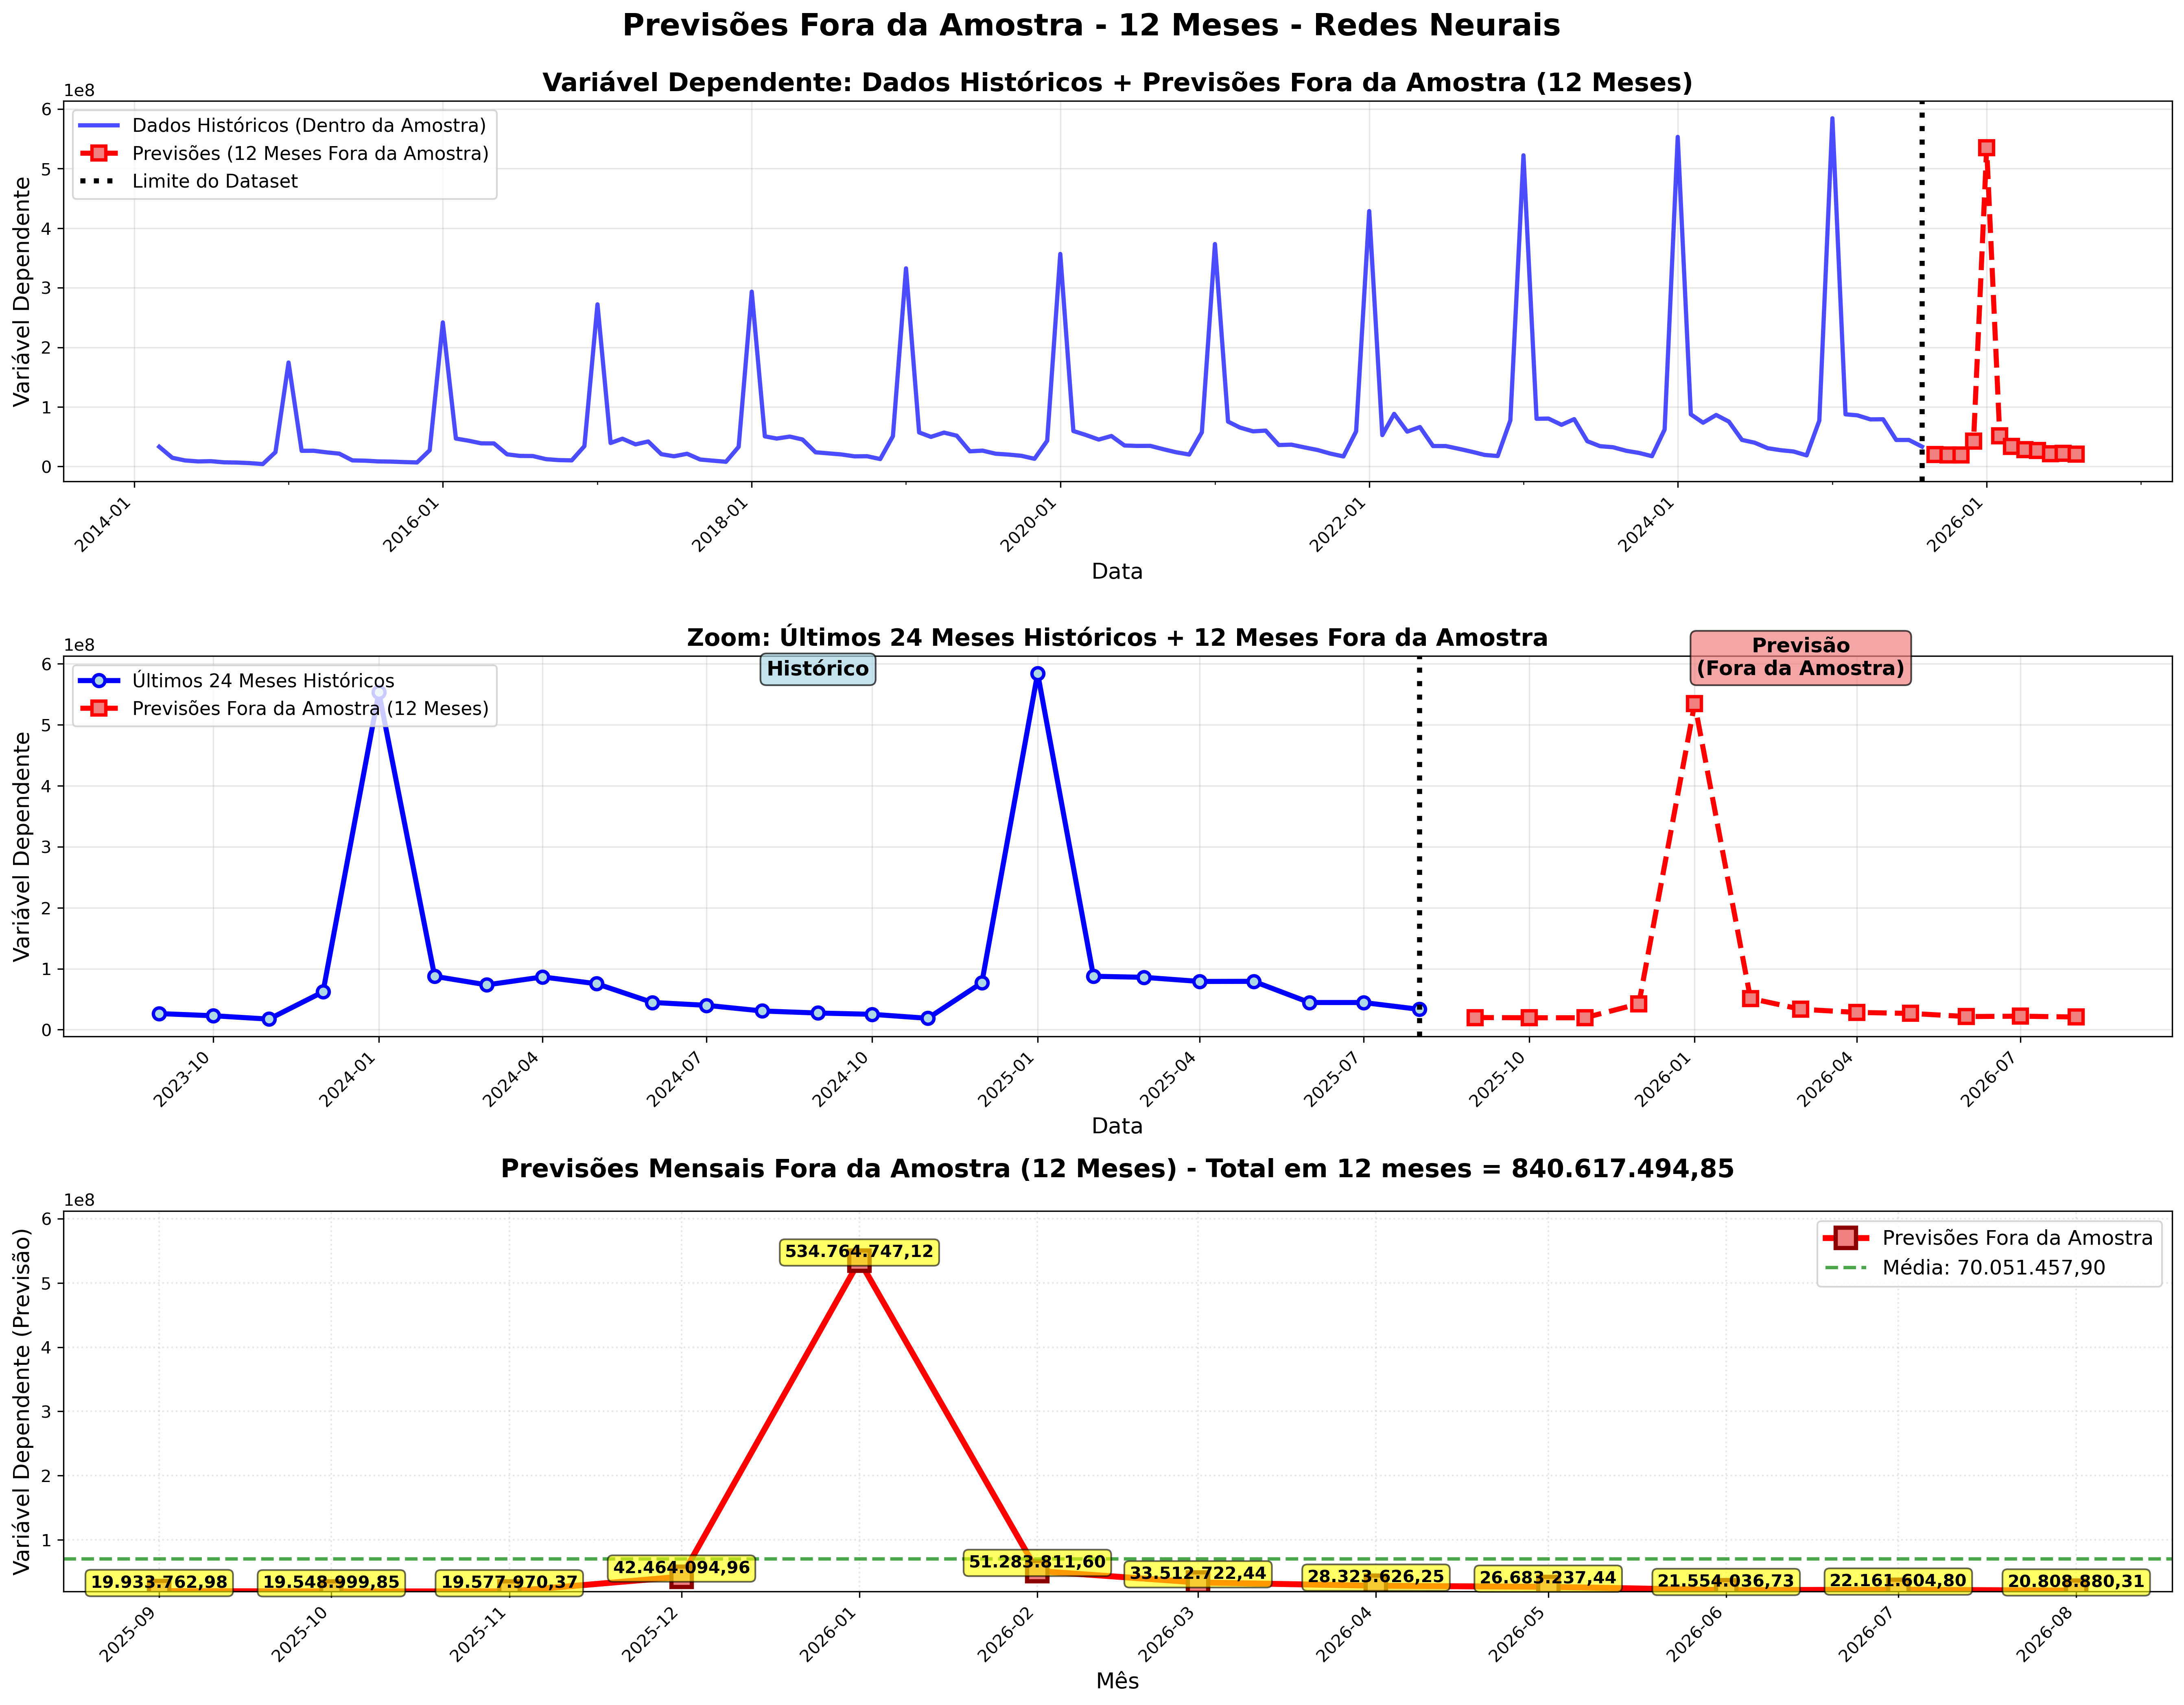 Previsões Fora da Amostra - 12 Meses - Redes Neurais
Variável Dependente: Dados Históricos + Previsões Fora da Amostra (12 Meses)
1e8
6
5
4
3
2
1
0
Variável Dependente
Dados Históricos (Dentro da Amostra)
Previsões (12 Meses Fora da Amostra)
Limite do Dataset
2014-01
2016-01
2018-01
2020-01
2022-01
2024-01
2026-01
Data
Zoom: Últimos 24 Meses Históricos + 12 Meses Fora da Amostra
1e8
6
5
4
3
2
1
0
Variável Dependente
Últimos 24 Meses Históricos
Previsões Fora da Amostra (12 Meses)
Histórico
Previsão
(Fora da Amostra)
2023-10
2024-01
2024-04
2024-07
2024-10
2025-01
2025-04
2025-07
2025-10
2026-01
2026-04
2026-07
Data
Previsões Mensais Fora da Amostra (12 Meses) - Total em 12 meses = 840.617.494,85
1e8
6
5
4
3
2
1
Variável Dependente (Previsão)
Previsões Fora da Amostra
Média: 70.051.457,90
19.933.762,98
19.548.999,85
19.577.970,37
42.464.094,96
534.764.747,12
51.283.811,60
33.512.722,44
28.323.626,25
26.683.237,44
21.554.036,73
22.161.604,80
20.808.880,31
2025-09
2025-10
2025-11
2025-12
2026-01
2026-02
2026-03
2026-04
2026-05
2026-06
2026-07
2026-08
Mês